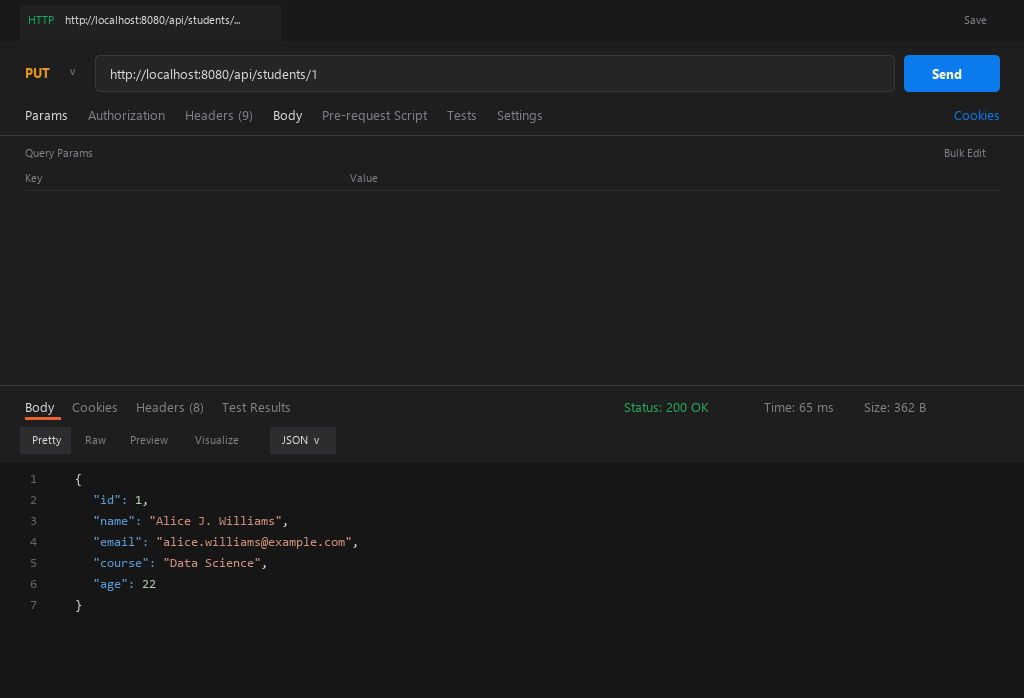 HTTP http://localhost:8080/api/students/... Save
PUT v http://localhost:8080/api/students/1 Send
Params Authorization Headers (9) Body Pre-request Script Tests Settings Cookies
Query Params Bulk Edit
Key Value
Body Cookies Headers (8) Test Results Status: 200 OK Time: 65 ms Size: 362 B
Pretty Raw Preview Visualize JSON v
1 {
2 "id": 1,
3 "name": "Alice J. Williams",
4 "email": "alice.williams@example.com",
5 "course": "Data Science",
6 "age": 22
7 }